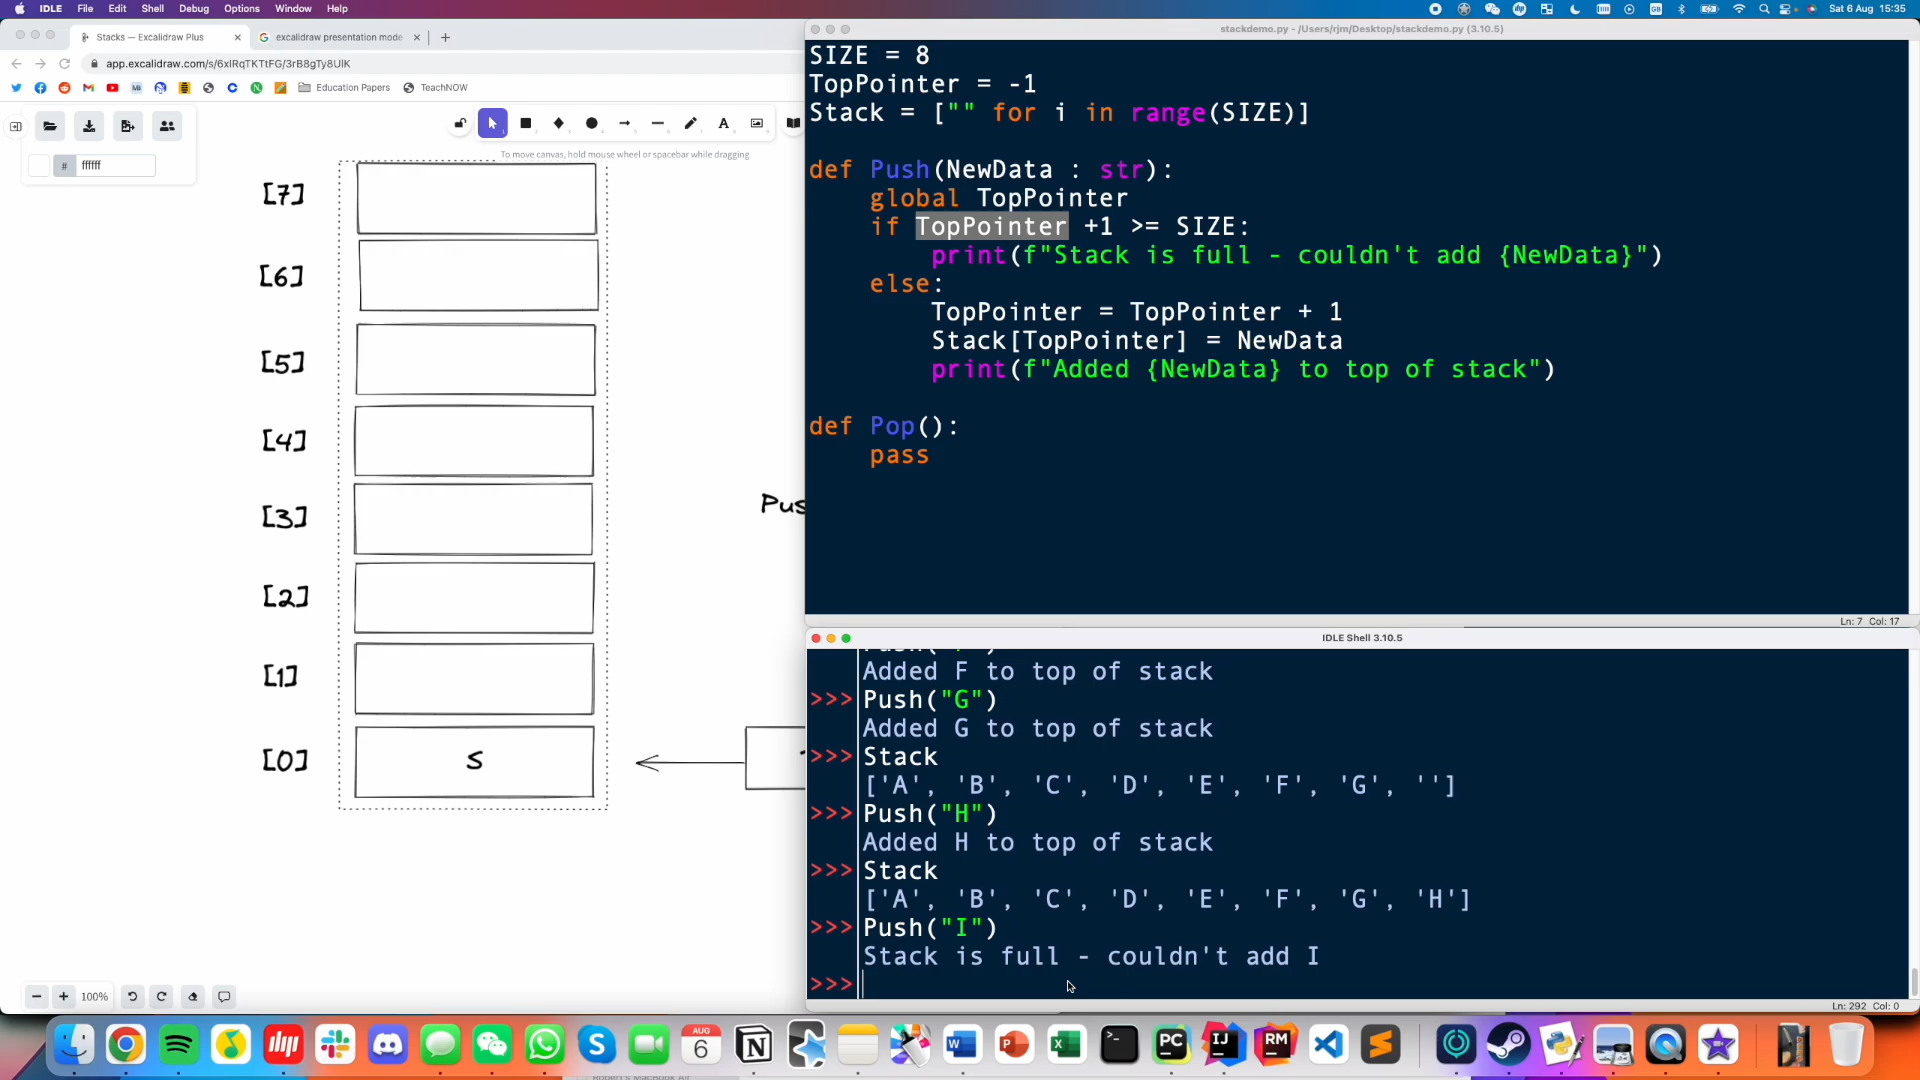 IDLE File Edit Shell Debug Options Window Help
Sat 6 Aug 15:35
Stacks — Excalidraw Plus
excalidraw presentation mode
app.excalidraw.com/s/6xIRqTKTtFG/3rB8gTy8UlK
Education Papers
TeachNOW
To move canvas, hold mouse wheel or spacebar while dragging
# ffffff
[7]
[6]
[5]
[4]
[3]
[2]
[1]
[0] S
Pus
100%
stackdemo.py - /Users/rjm/Desktop/stackdemo.py (3.10.5)
SIZE = 8
TopPointer = -1
Stack = ["" for i in range(SIZE)]
def Push(NewData : str):
global TopPointer
if TopPointer +1 >= SIZE:
print(f"Stack is full - couldn't add {NewData}")
else:
TopPointer = TopPointer + 1
Stack[TopPointer] = NewData
print(f"Added {NewData} to top of stack")
def Pop():
pass
Ln: 7 Col: 17
IDLE Shell 3.10.5
Added F to top of stack
>>> Push("G")
Added G to top of stack
>>> Stack
['A', 'B', 'C', 'D', 'E', 'F', 'G', '']
>>> Push("H")
Added H to top of stack
>>> Stack
['A', 'B', 'C', 'D', 'E', 'F', 'G', 'H']
>>> Push("I")
Stack is full - couldn't add I
>>>
Ln: 292 Col: 0
AUG
6